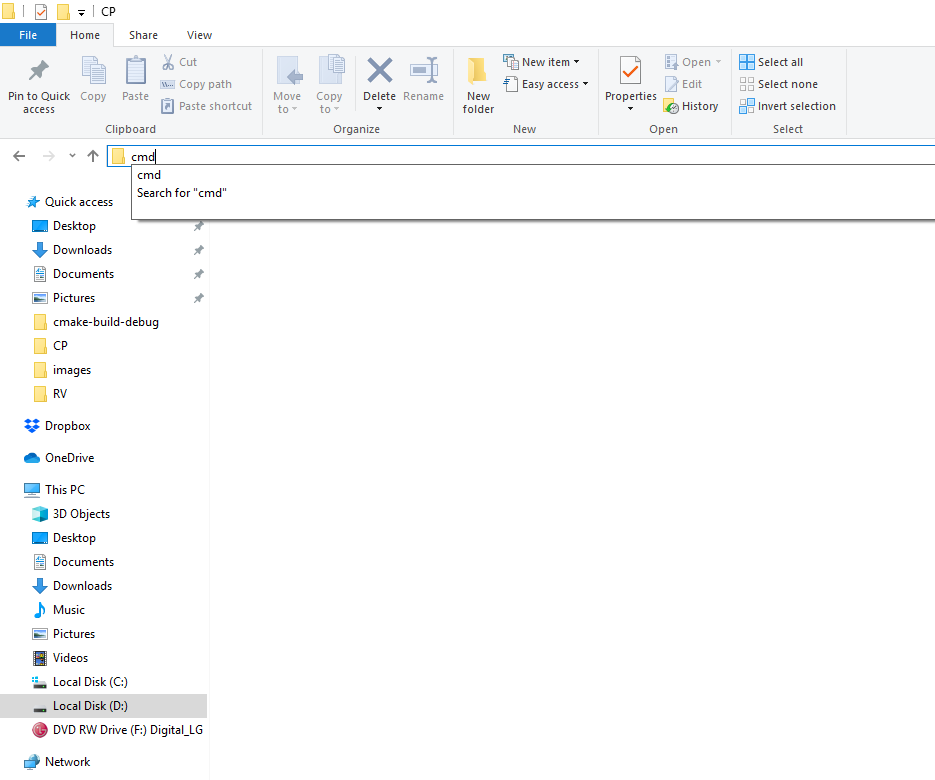 CP
File Home Share View
Pin to Quick access
Copy
Paste
Cut
Copy path
Paste shortcut
Clipboard
Move to
Copy to
Delete
Rename
Organize
New folder
New item
Easy access
New
Properties
Open
Edit
History
Open
Select all
Select none
Invert selection
Select
cmd
cmd
Search for "cmd"
Quick access
Desktop
Downloads
Documents
Pictures
cmake-build-debug
CP
images
RV
Dropbox
OneDrive
This PC
3D Objects
Desktop
Documents
Downloads
Music
Pictures
Videos
Local Disk (C:)
Local Disk (D:)
DVD RW Drive (F:) Digital_LG
Network